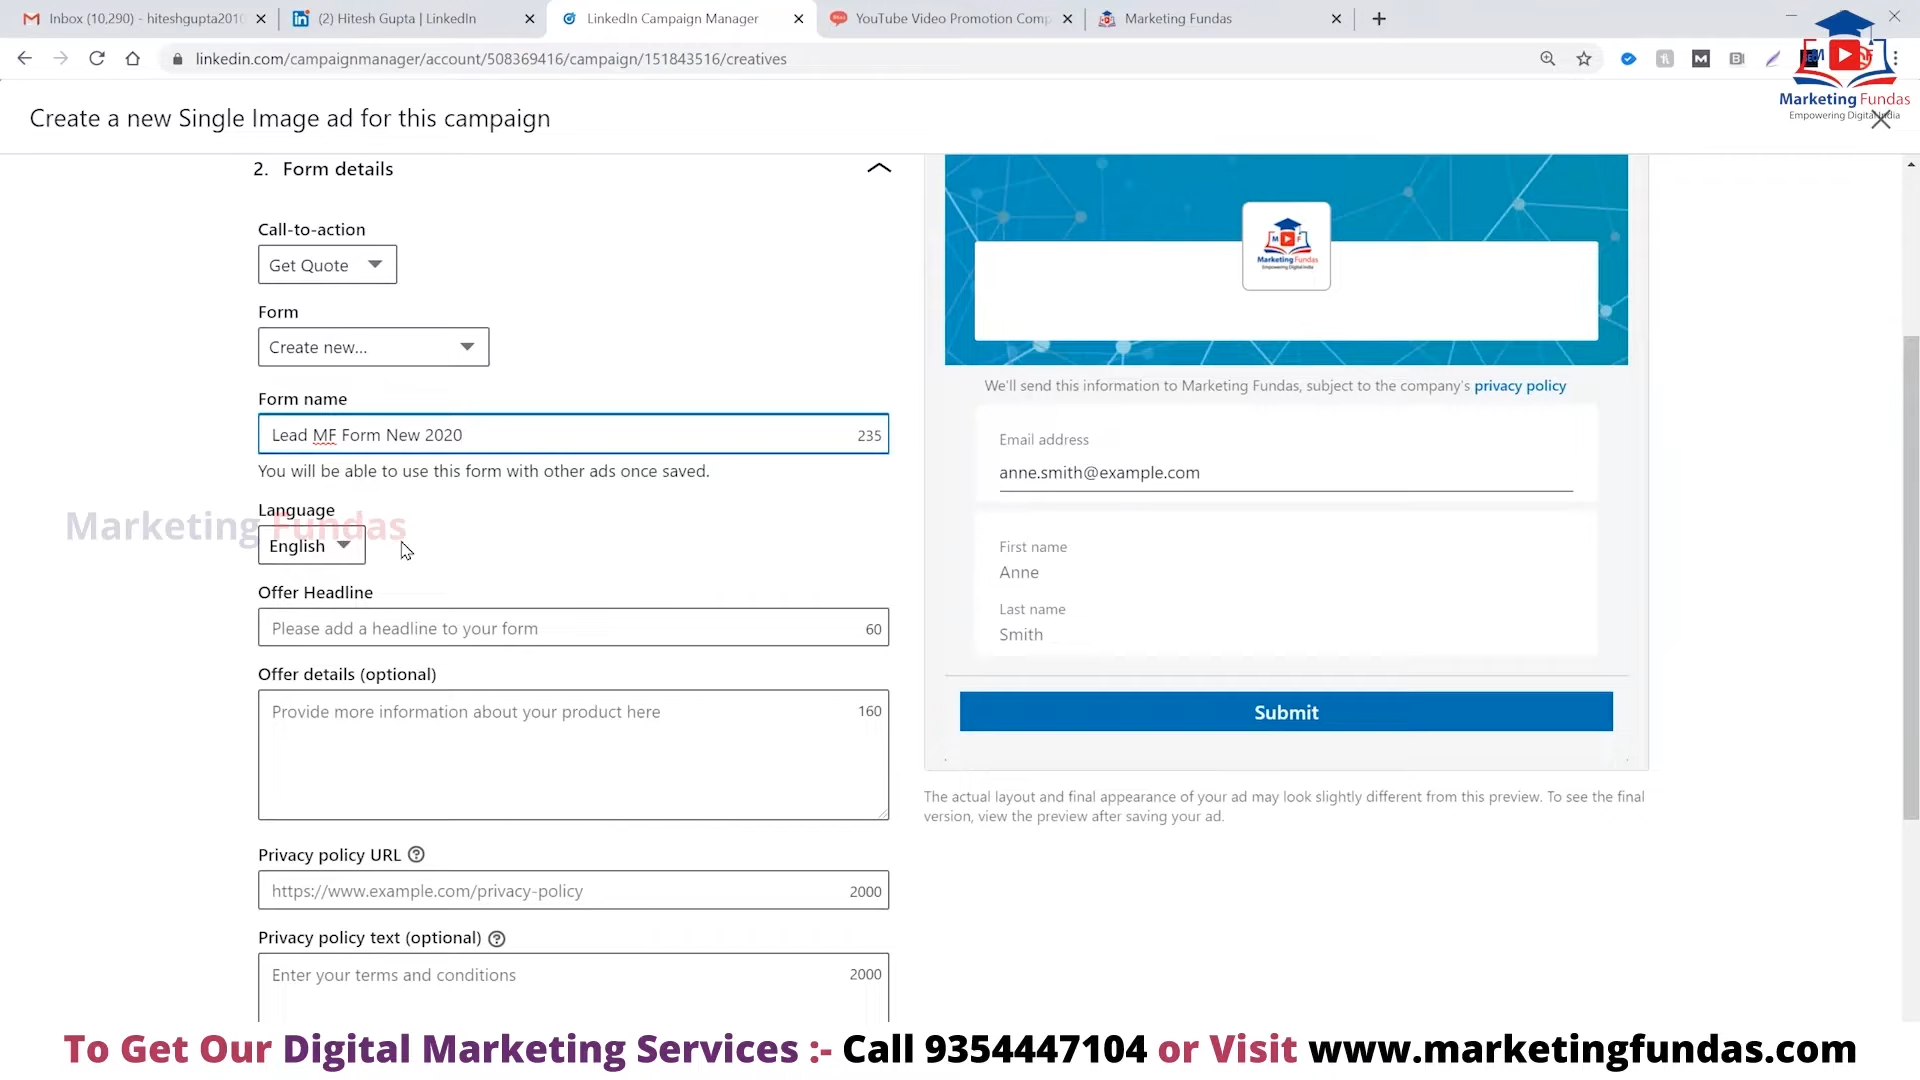 Inbox (10,290) - hiteshgupta201
(2) Hitesh Gupta | LinkedIn
LinkedIn Campaign Manager
YouTube Video Promotion Comp
Marketing Fundas
linkedin.com/campaignmanager/account/508369416/campaign/151843516/creatives
Marketing Fundas
Empowering Digital India
Create a new Single Image ad for this campaign
2. Form details
Call-to-action
Get Quote
Form
Create new...
Form name
Lead MF Form New 2020
235
You will be able to use this form with other ads once saved.
Language
Marketing Fundas
English
Offer Headline
Please add a headline to your form
60
Offer details (optional)
Provide more information about your product here
160
Privacy policy URL
https://www.example.com/privacy-policy
2000
Privacy policy text (optional)
Enter your terms and conditions
2000
M F
Marketing Fundas
Empowering Digital India
We'll send this information to Marketing Fundas, subject to the company's privacy policy
Email address
anne.smith@example.com
First name
Anne
Last name
Smith
Submit
The actual layout and final appearance of your ad may look slightly different from this preview. To see the final
version, view the preview after saving your ad.
To Get Our Digital Marketing Services :- Call 9354447104 or Visit www.marketingfundas.com